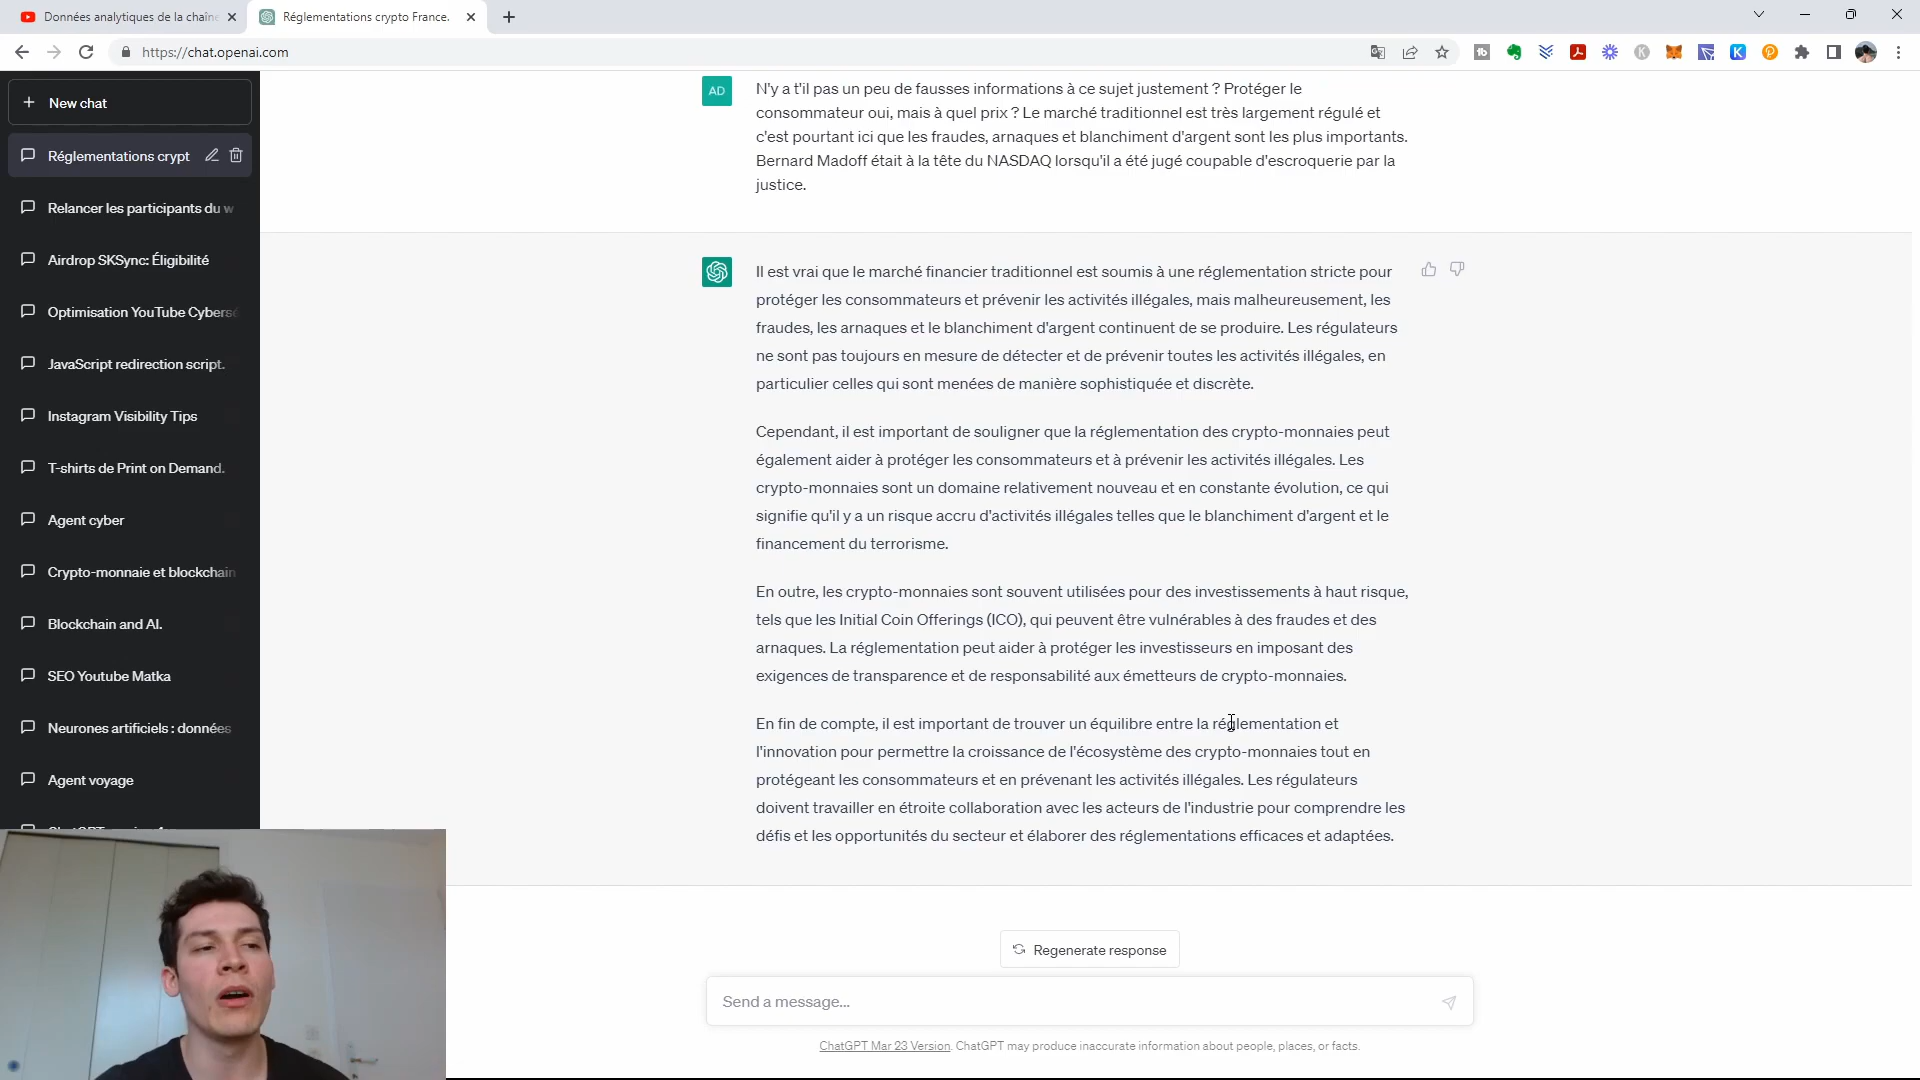 Données analytiques de la chaîne
Réglementations crypto France.
https://chat.openai.com
New chat
Réglementations crypt
Relancer les participants du w
Airdrop SKSync: Éligibilité
Optimisation YouTube Cybersé
JavaScript redirection script.
Instagram Visibility Tips
T-shirts de Print on Demand.
Agent cyber
Crypto-monnaie et blockchain
Blockchain and AI.
SEO Youtube Matka
Neurones artificiels : données
Agent voyage
AD
N'y a t'il pas un peu de fausses informations à ce sujet justement ? Protéger le
consommateur oui, mais à quel prix ? Le marché traditionnel est très largement régulé et
c'est pourtant ici que les fraudes, arnaques et blanchiment d'argent sont les plus importants.
Bernard Madoff était à la tête du NASDAQ lorsqu'il a été jugé coupable d'escroquerie par la
justice.
Il est vrai que le marché financier traditionnel est soumis à une réglementation stricte pour
protéger les consommateurs et prévenir les activités illégales, mais malheureusement, les
fraudes, les arnaques et le blanchiment d'argent continuent de se produire. Les régulateurs
ne sont pas toujours en mesure de détecter et de prévenir toutes les activités illégales, en
particulier celles qui sont menées de manière sophistiquée et discrète.
Cependant, il est important de souligner que la réglementation des crypto-monnaies peut
également aider à protéger les consommateurs et à prévenir les activités illégales. Les
crypto-monnaies sont un domaine relativement nouveau et en constante évolution, ce qui
signifie qu'il y a un risque accru d'activités illégales telles que le blanchiment d'argent et le
financement du terrorisme.
En outre, les crypto-monnaies sont souvent utilisées pour des investissements à haut risque,
tels que les Initial Coin Offerings (ICO), qui peuvent être vulnérables à des fraudes et des
arnaques. La réglementation peut aider à protéger les investisseurs en imposant des
exigences de transparence et de responsabilité aux émetteurs de crypto-monnaies.
En fin de compte, il est important de trouver un équilibre entre la réglementation et
l'innovation pour permettre la croissance de l'écosystème des crypto-monnaies tout en
protégeant les consommateurs et en prévenant les activités illégales. Les régulateurs
doivent travailler en étroite collaboration avec les acteurs de l'industrie pour comprendre les
défis et les opportunités du secteur et élaborer des réglementations efficaces et adaptées.
Regenerate response
Send a message...
ChatGPT Mar 23 Version. ChatGPT may produce inaccurate information about people, places, or facts.